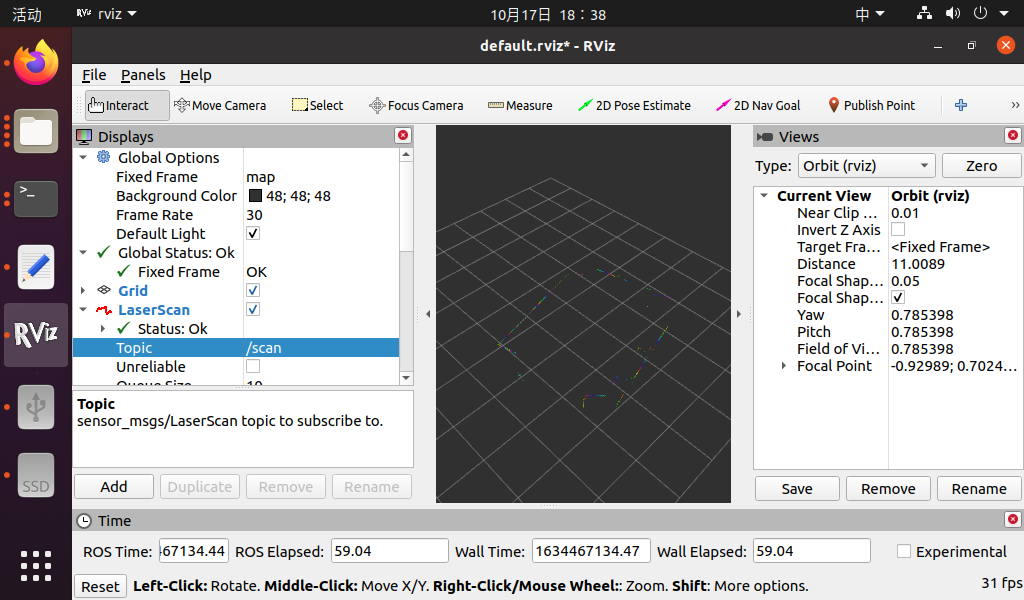 活动 rviz 10月17日 18：38 中
default.rviz* - RViz
File Panels Help
Interact Move Camera Select Focus Camera Measure 2D Pose Estimate 2D Nav Goal Publish Point »
Displays
Global Options
Fixed Frame map
Background Color 48; 48; 48
Frame Rate 30
Default Light
Global Status: Ok
Fixed Frame OK
Grid
LaserScan
Status: Ok
Topic /scan
Unreliable
Queue Size 10
Topic
sensor_msgs/LaserScan topic to subscribe to.
Add Duplicate Remove Rename
Views
Type: Orbit (rviz) Zero
Current View Orbit (rviz)
Near Clip ... 0.01
Invert Z Axis
Target Fra... <Fixed Frame>
Distance 11.0089
Focal Shap... 0.05
Focal Shap...
Yaw 0.785398
Pitch 0.785398
Field of Vi... 0.785398
Focal Point -0.92989; 0.7024...
Save Remove Rename
Time
ROS Time: 467134.44 ROS Elapsed: 59.04 Wall Time: 1634467134.47 Wall Elapsed: 59.04 Experimental
Reset Left-Click: Rotate. Middle-Click: Move X/Y. Right-Click/Mouse Wheel:: Zoom. Shift: More options. 31 fps
>_
RViz
SSD